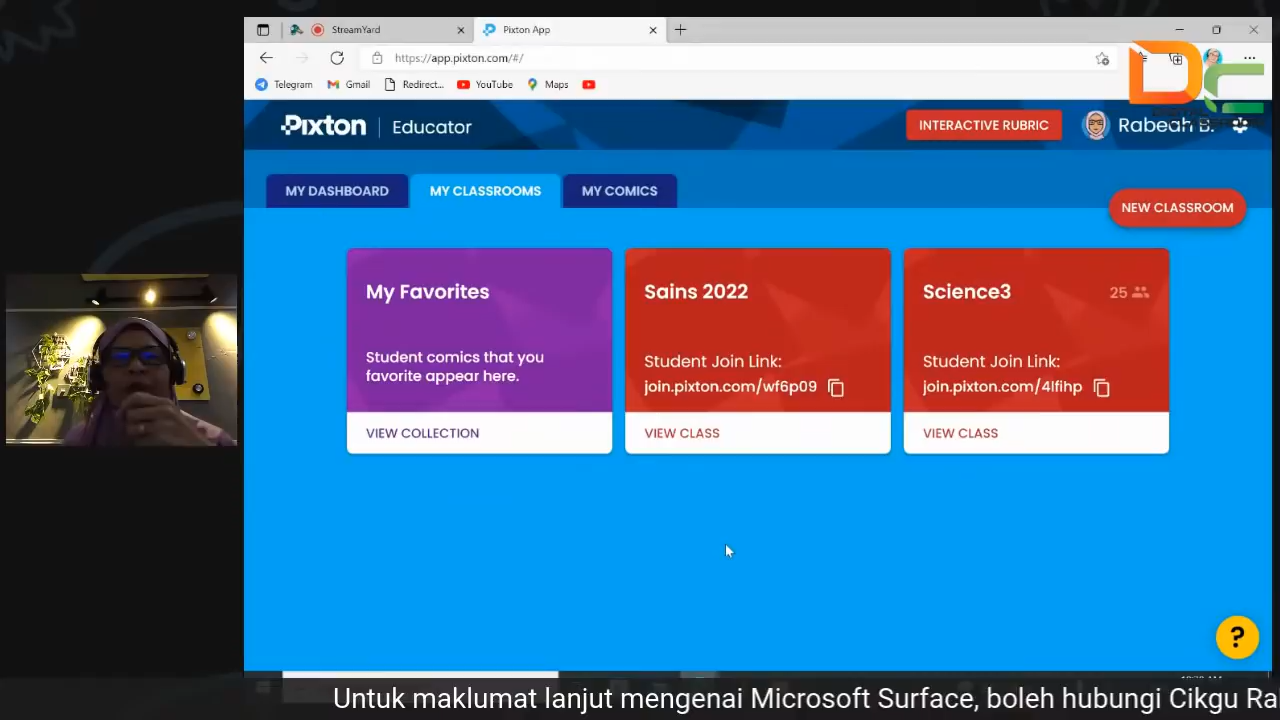 StreamYard
Pixton App
https://app.pixton.com/#/
Telegram
Gmail
Redirect...
YouTube
Maps
Pixton
Educator
INTERACTIVE RUBRIC
Rabeah B.
MY DASHBOARD
MY CLASSROOMS
MY COMICS
NEW CLASSROOM
My Favorites
Student comics that you
favorite appear here.
VIEW COLLECTION
Sains 2022
Student Join Link:
join.pixton.com/wf6p09
VIEW CLASS
Science3
25
Student Join Link:
join.pixton.com/4lfihp
VIEW CLASS
?
Untuk maklumat lanjut mengenai Microsoft Surface, boleh hubungi Cikgu Ra